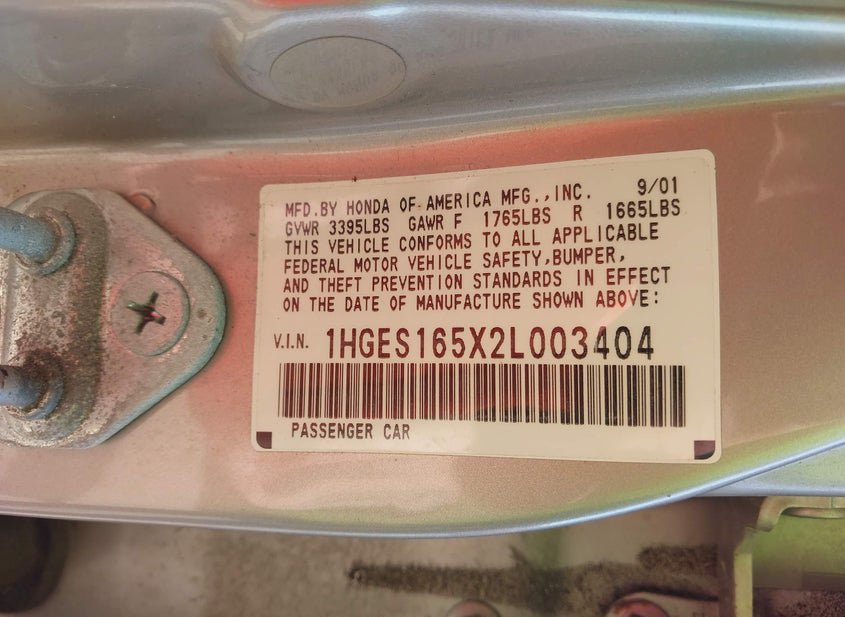 MFD.BY HONDA OF AMERICA MFG.,INC. 9/01
GVWR 3395LBS GAWR F 1765LBS R 1665LBS
THIS VEHICLE CONFORMS TO ALL APPLICABLE
FEDERAL MOTOR VEHICLE SAFETY,BUMPER,
AND THEFT PREVENTION STANDARDS IN EFFECT
ON THE DATE OF MANUFACTURE SHOWN ABOVE:
V.I.N. 1HGES165X2L003404
PASSENGER CAR